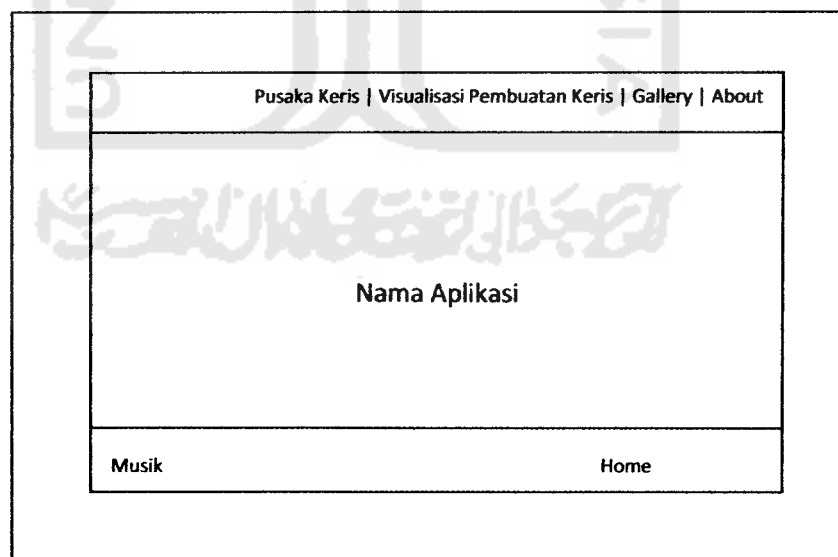 Pusaka Keris | Visualisasi Pembuatan Keris | Gallery | About
Nama Aplikasi
Musik Home